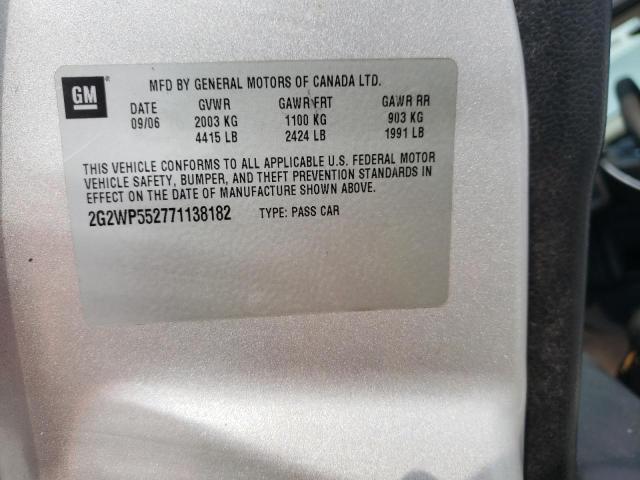 GM®
MFD BY GENERAL MOTORS OF CANADA LTD.
DATE GVWR GAWR FRT GAWR RR
09/06 2003 KG 1100 KG 903 KG
4415 LB 2424 LB 1991 LB
THIS VEHICLE CONFORMS TO ALL APPLICABLE U.S. FEDERAL MOTOR
VEHICLE SAFETY, BUMPER, AND THEFT PREVENTION STANDARDS IN
EFFECT ON THE DATE OF MANUFACTURE SHOWN ABOVE.
2G2WP552771138182 TYPE: PASS CAR